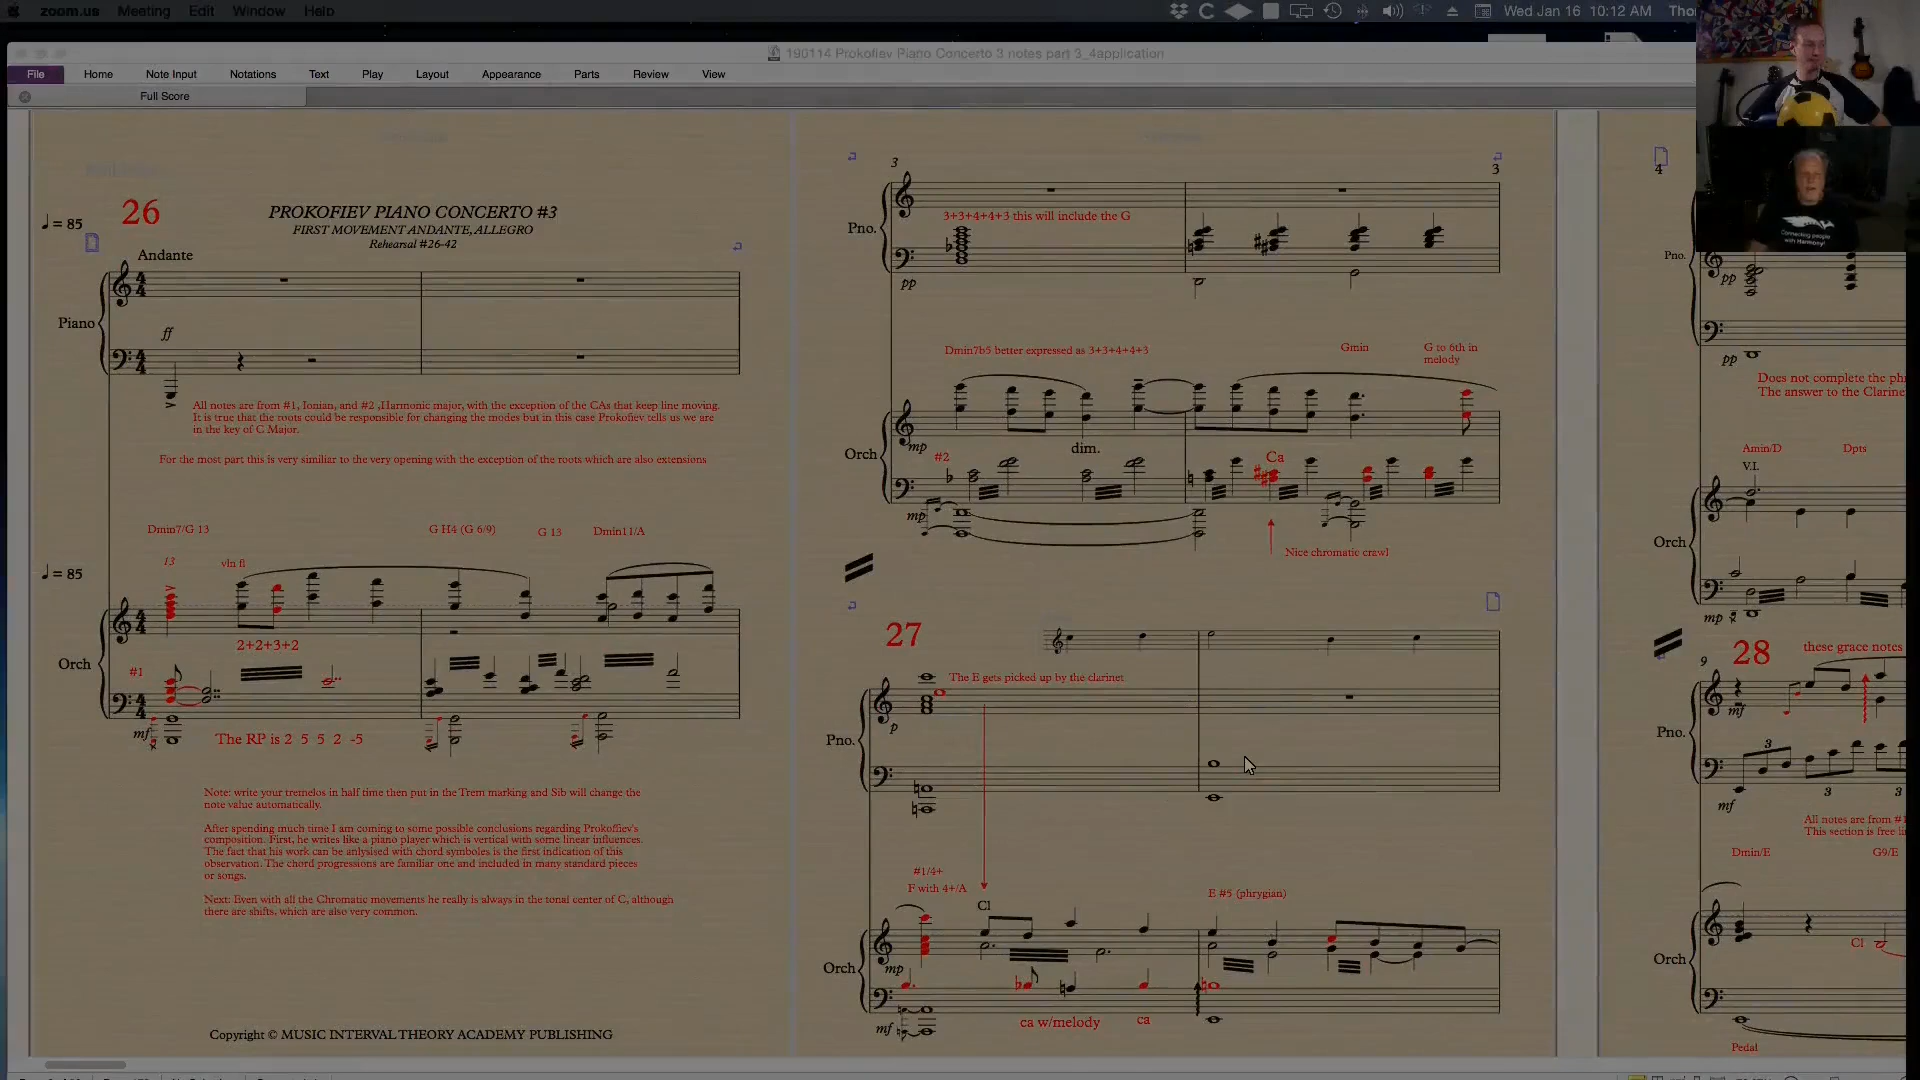 zoom.us Meeting Edit Window Help
Wed Jan 16 10:12 AM
190114 Prokofiev Piano Concerto 3 notes part 3_4application
File Home Note Input Notations Text Play Layout Appearance Parts Review View
Full Score
26
♩ = 85
PROKOFIEV PIANO CONCERTO #3
FIRST MOVEMENT ANDANTE, ALLEGRO
Rehearsal #26-42
Andante
Piano
ff
All notes are from #1, Ionian, and #2 ,Harmonic major, with the exception of the CAs that keep line moving.
It is true that the roots could be responsible for changing the modes but in this case Prokofiev tells us we are
in the key of C Major.
For the most part this is very similiar to the very opening with the exception of the roots which are also extensions
Dmin7/G 13
G H4 (G 6/9)
G 13
Dmin11/A
13
vln fl
♩ = 85
2+2+3+2
Orch
#1
mf
The RP is 2 5 5 2 -5
Note: write your tremelos in half time then put in the Trem marking and Sib will change the
note value automatically.
After spending much time I am coming to some possible conclusions regarding Prokoffiev's
composition. First, he writes like a piano player which is vertical with some linear influences.
The fact that his work can be anlysised with chord symboles is the first indication of this
observation. The chord progressions are familiar one and included in many standard pieces
or songs.
Next: Even with all the Chromatic movements he really is always in the tonal center of C, although
there are shifts, which are also very common.
Copyright © MUSIC INTERVAL THEORY ACADEMY PUBLISHING
3
3
3+3+4+4+3 this will include the G
Pno.
pp
Dmin7b5 better expressed as 3+3+4+4+3
Gmin
G to 6th in
melody
mp
dim.
Orch
#2
Ca
mp
Nice chromatic crawl
27
The E gets picked up by the clarinet
p
Pno.
#1/4+
F with 4+/A
Cl
E #5 (phrygian)
Orch
mp
mf
ca w/melody
ca
4
Connecting people
with Harmony!
Pno.
pp
pp
Does not complete the phr
The answer to the Clarine
Amin/D
Dpts
V.I.
Orch
mp
9
28
these grace notes
mf
Pno.
3
3
3
mf
All notes are from #1
This section is free li
Dmin/E
G9/E
Cl
Orch
Pedal